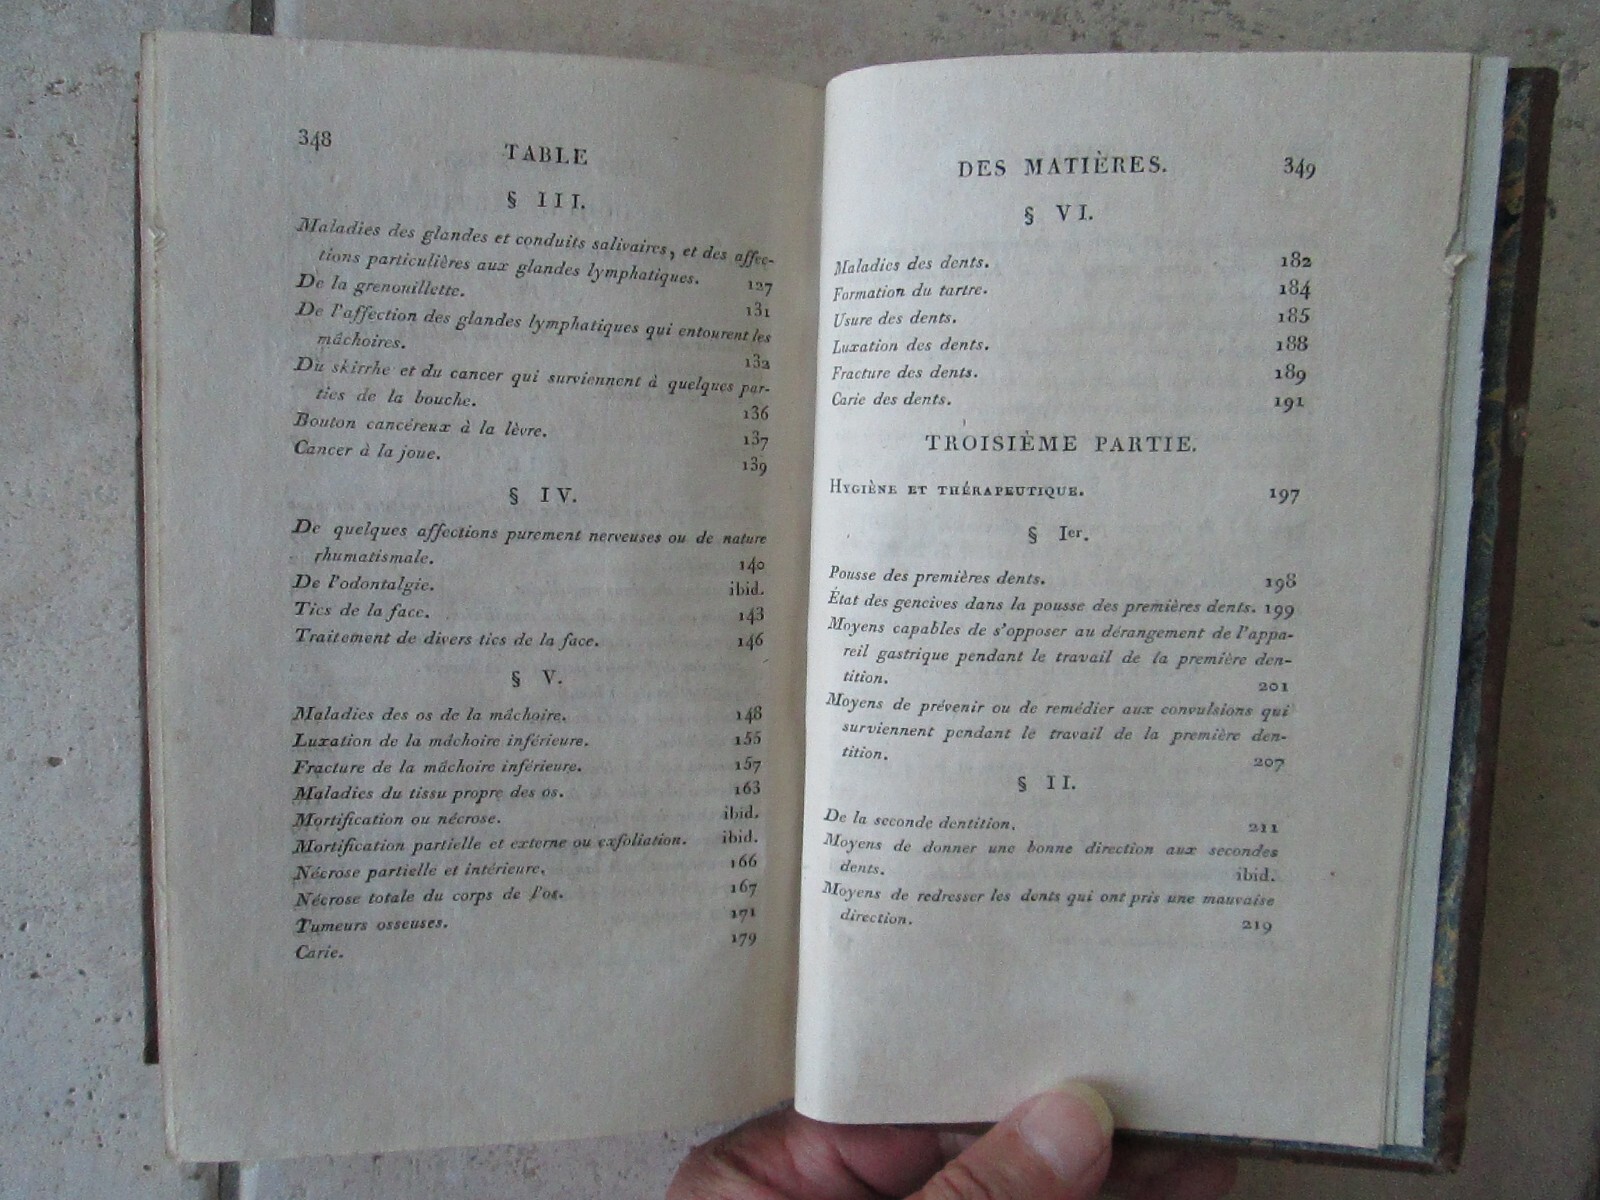 348
TABLE
§ III.
Maladies des glandes et conduits salivaires, et des affec-
tions particulières aux glandes lymphatiques. 127
De la grenouillette. 131
De l'affection des glandes lymphatiques qui entourent les
mâchoires. 132
Du skirrhe et du cancer qui surviennent à quelques par-
ties de la bouche. 136
Bouton cancéreux à la lèvre. 137
Cancer à la joue. 139
§ IV.
De quelques affections purement nerveuses ou de nature
rhumatismale. 140
De l'odontalgie. ibid.
Tics de la face. 143
Traitement de divers tics de la face. 146
§ V.
Maladies des os de la mâchoire. 148
Luxation de la mâchoire inférieure. 155
Fracture de la mâchoire inférieure. 157
Maladies du tissu propre des os. 163
Mortification ou nécrose. ibid.
Mortification partielle et externe ou exfoliation. ibid.
Nécrose partielle et intérieure. 166
Nécrose totale du corps de l'os. 167
Tumeurs osseuses. 171
Carie. 179
DES MATIÈRES. 349
§ VI.
Maladies des dents. 182
Formation du tartre. 184
Usure des dents. 185
Luxation des dents. 188
Fracture des dents. 189
Carie des dents. 191
TROISIÈME PARTIE.
HYGIÈNE ET THÉRAPEUTIQUE. 197
§ Ier.
Pousse des premières dents. 198
État des gencives dans la pousse des premières dents. 199
Moyens capables de s'opposer au dérangement de l'appa-
reil gastrique pendant le travail de la première den-
tition. 201
Moyens de prévenir ou de remédier aux convulsions qui
surviennent pendant le travail de la première den-
tition. 207
§ II.
De la seconde dentition. 211
Moyens de donner une bonne direction aux secondes
dents. ibid.
Moyens de redresser les dents qui ont pris une mauvaise
direction. 219